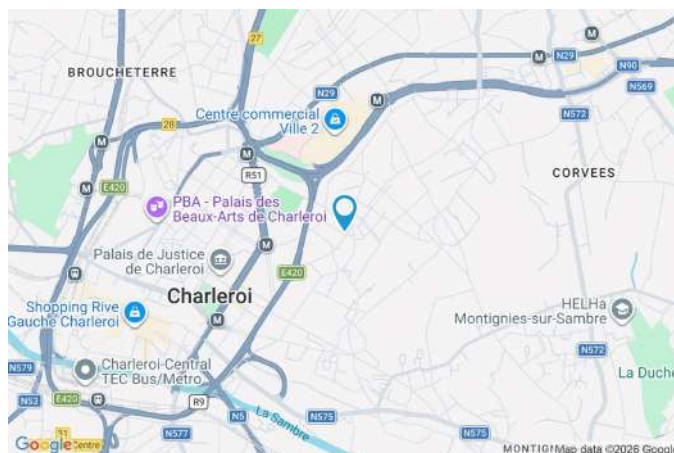 27
N29
M
N29
N90
BROUCHETERRE
M
N569
Centre commercial
Ville 2
N572
28
M
M
CORVEES
R51
E420
PBA - Palais des
Beaux-Arts de Charleroi
M
Palais de Justice
de Charleroi
E420
Charleroi
HELHa
Montignies-sur-Sambre
Shopping Rive
Gauche Charleroi
M
N572
N579
Charleroi-Central
TEC Bus/Metro
La Duche
E420
N53
R9
N5
La Sambre
N575
N575
N577
Google
Centre
MONTIG
Map data ©2026 Google